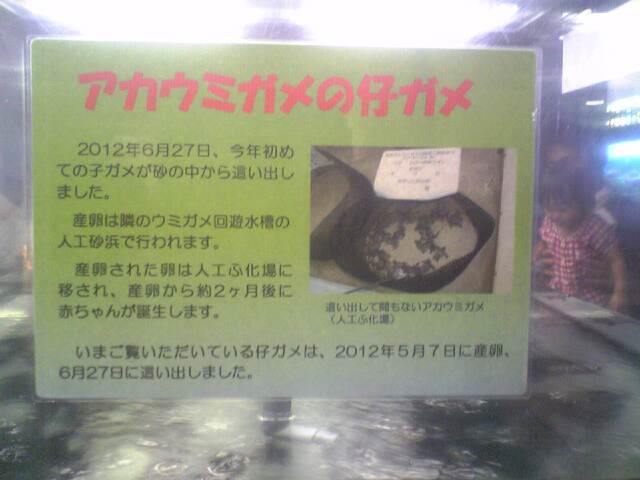 アカウミガメの仔ガメ
2012年6月27日、今年初め
ての子ガメが砂の中から這い出し
ました。
産卵は隣のウミガメ回遊水槽の
人工砂浜で行われます。
産卵された卵は人工ふ化場に
移され、産卵から約2ヶ月後に
赤ちゃんが誕生します。
這い出して間もないアカウミガメ
（人工ふ化場）
いまご覧いただいている仔ガメは、2012年5月7日に産卵、
6月27日に這い出しました。